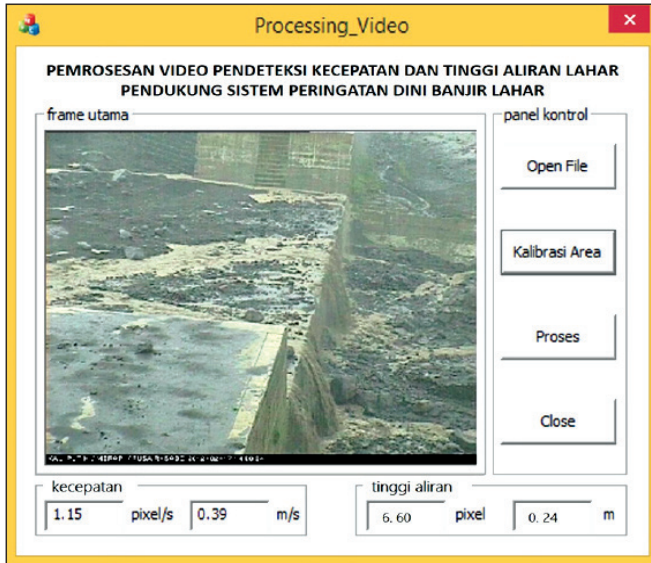 Processing_Video
PEMROSESAN VIDEO PENDETEKSI KECEPATAN DAN TINGGI ALIRAN LAHAR
PENDUKUNG SISTEM PERINGATAN DINI BANJIR LAHAR
frame utama
panel kontrol
Open File
Kalibrasi Area
Proses
Close
kecepatan
1.15 pixel/s 0.39 m/s
tinggi aliran
6.60 pixel 0.24 m